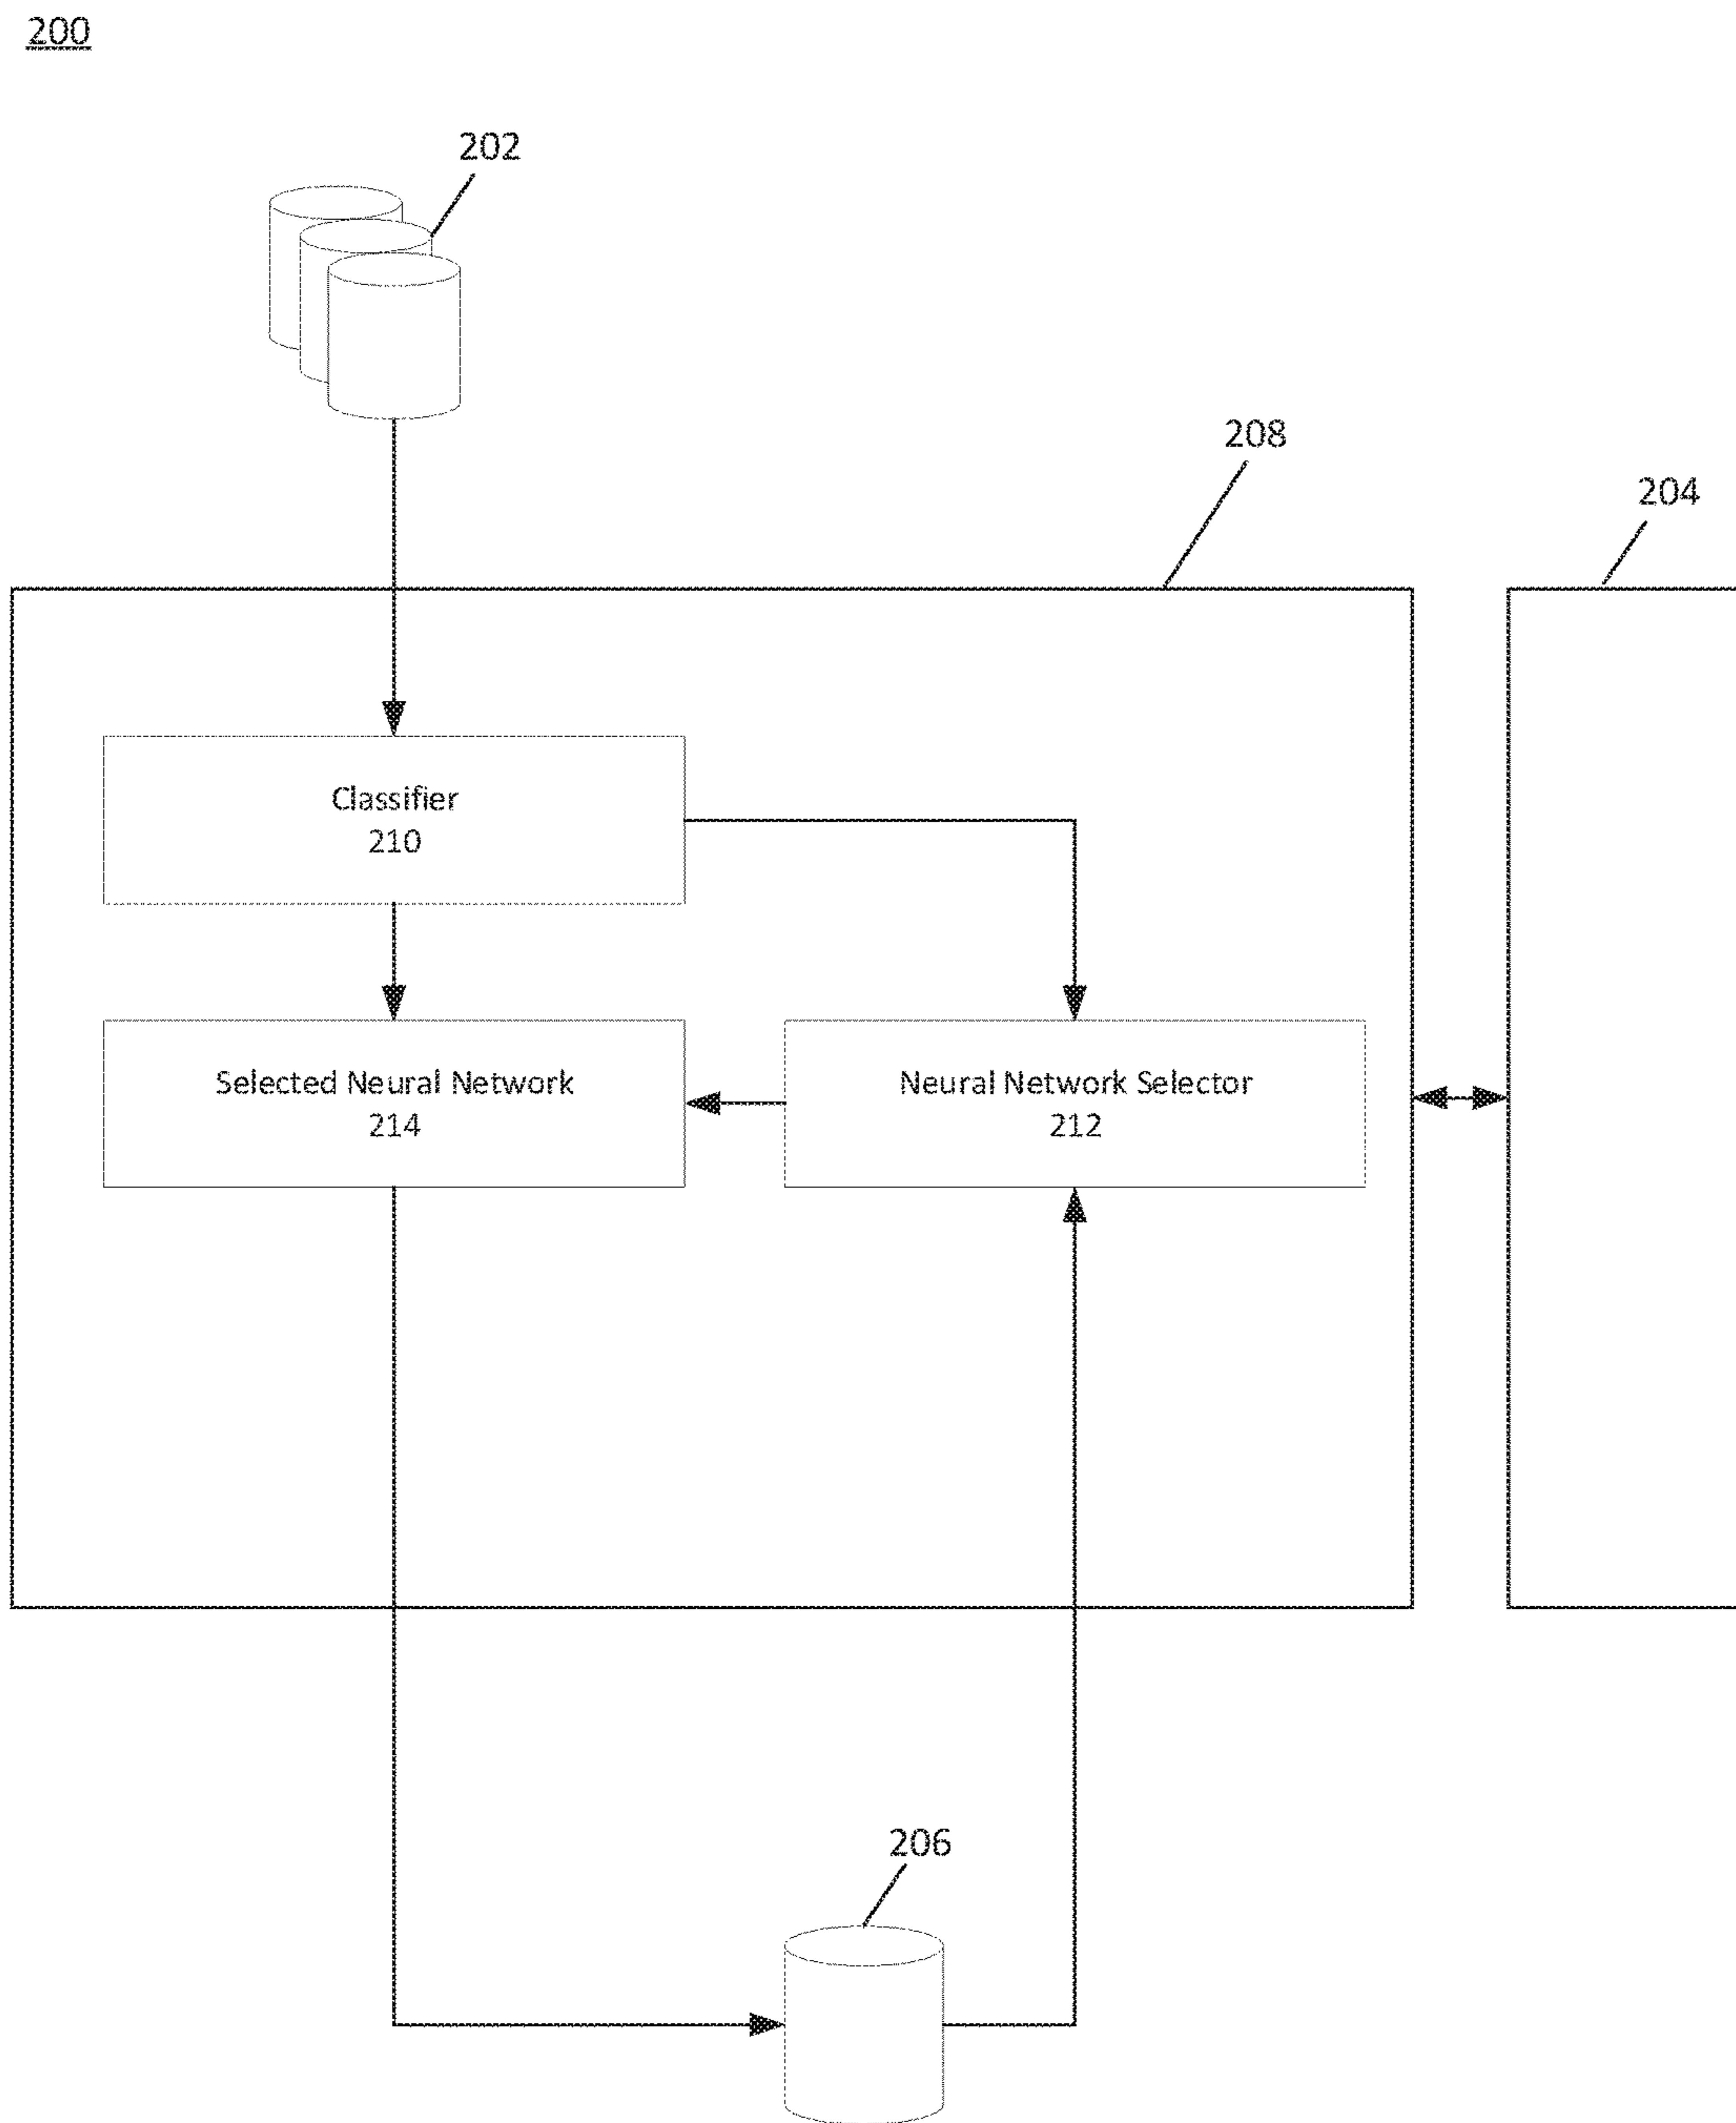 200
202
208
204
Classifier
210
Selected Neural Network
214
Neural Network Selector
212
206